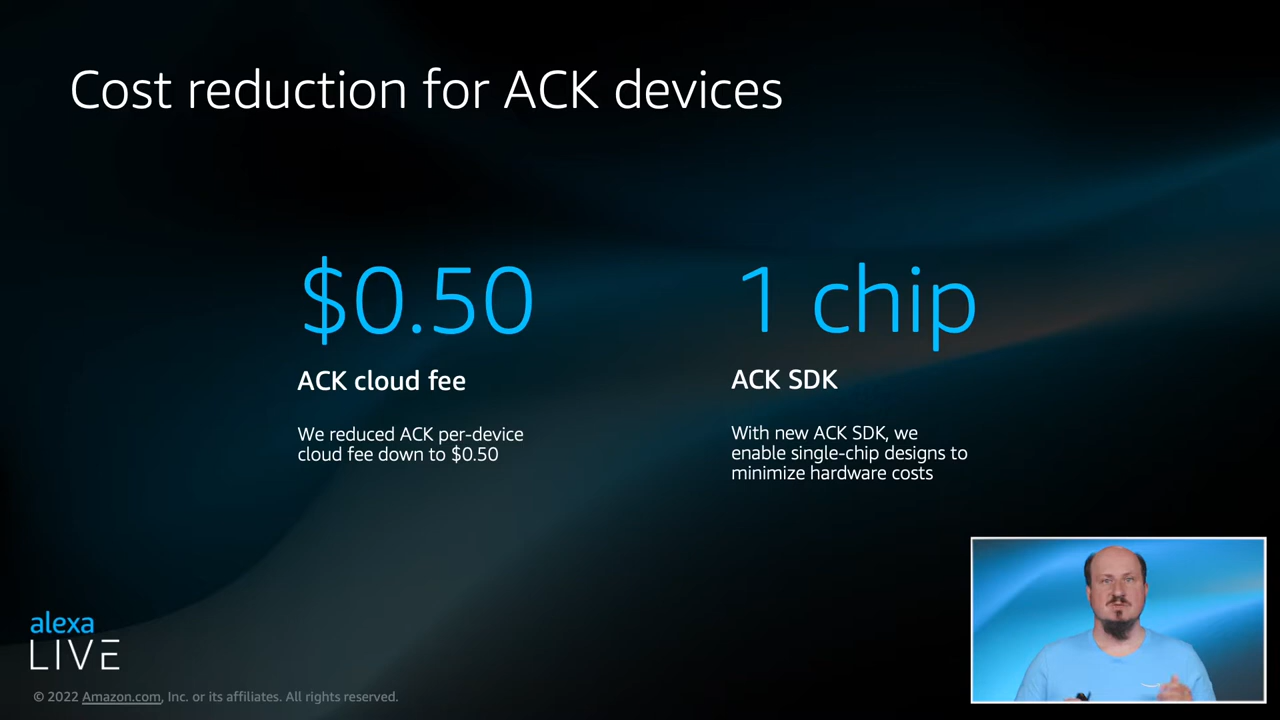 Cost reduction for ACK devices
$0.50
ACK cloud fee
We reduced ACK per-device
cloud fee down to $0.50
1 chip
ACK SDK
With new ACK SDK, we
enable single-chip designs to
minimize hardware costs
alexa
LIVE
© 2022 Amazon.com, Inc. or its affiliates. All rights reserved.